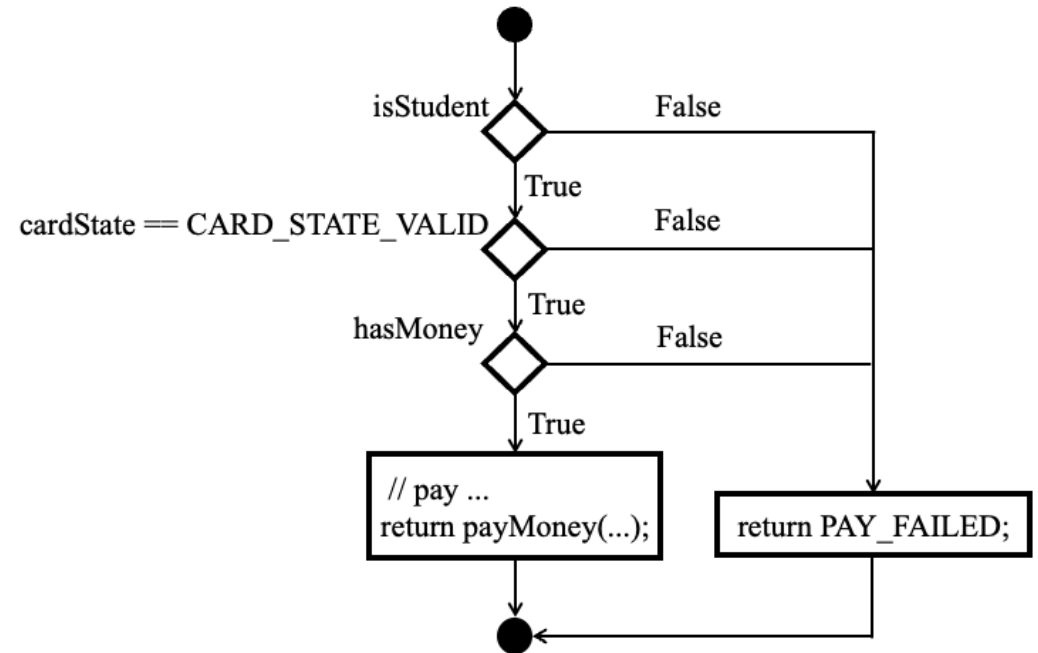 isStudent
False
True
cardState == CARD_STATE_VALID
False
True
hasMoney
False
True
// pay ...
return payMoney(...);
return PAY_FAILED;